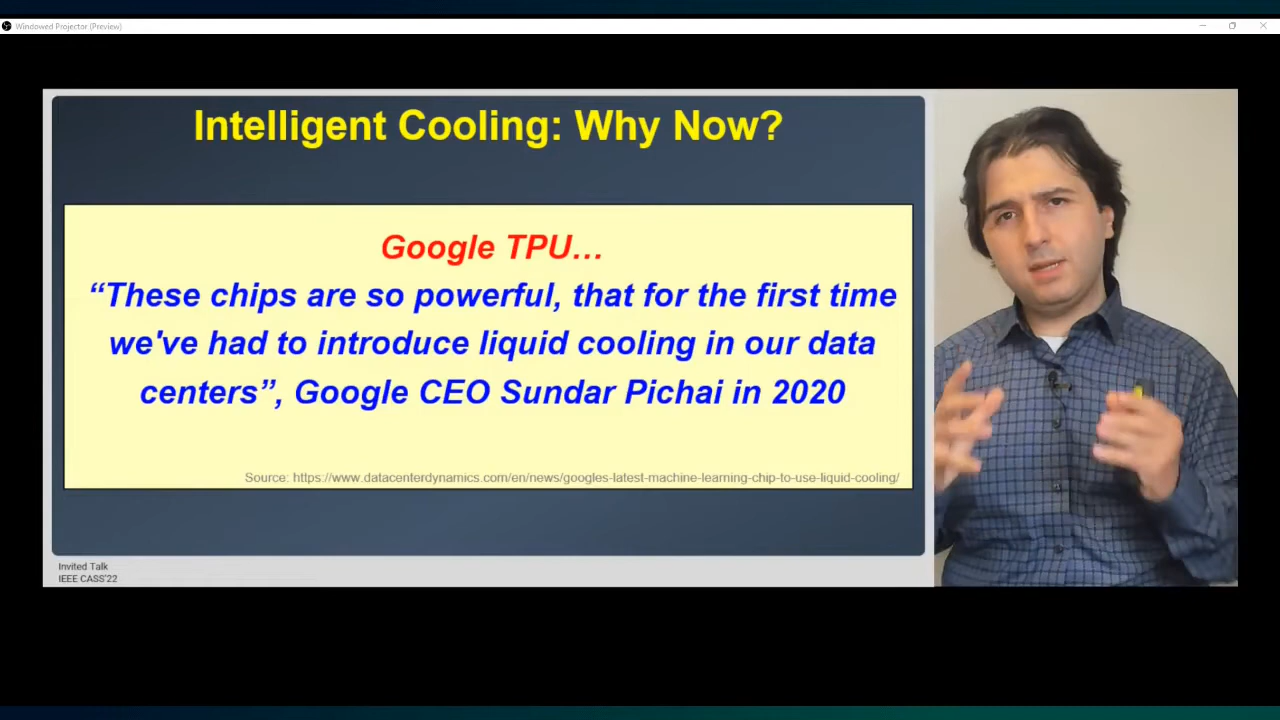 Windowed Projector (Preview)
Intelligent Cooling: Why Now?
Google TPU…
“These chips are so powerful, that for the first time
we've had to introduce liquid cooling in our data
centers”, Google CEO Sundar Pichai in 2020
Source: https://www.datacenterdynamics.com/en/news/googles-latest-machine-learning-chip-to-use-liquid-cooling/
Invited Talk
IEEE CASS'22